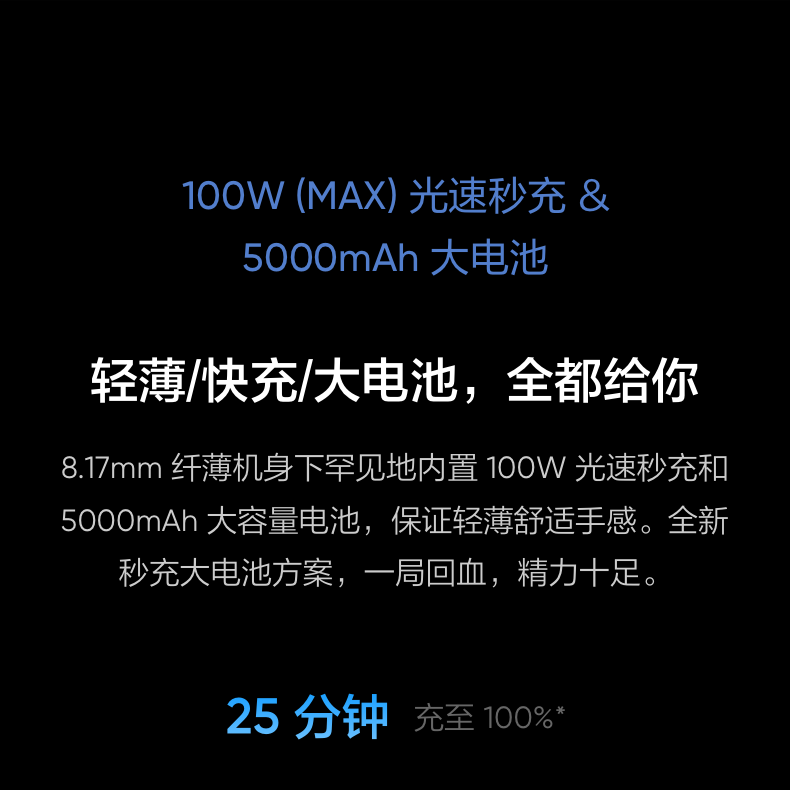 100W (MAX) 光速秒充 &
5000mAh 大电池
轻薄/快充/大电池，全都给你
8.17mm 纤薄机身下罕见地内置 100W 光速秒充和
5000mAh 大容量电池，保证轻薄舒适手感。全新
秒充大电池方案，一局回血，精力十足。
25 分钟 充至 100%*